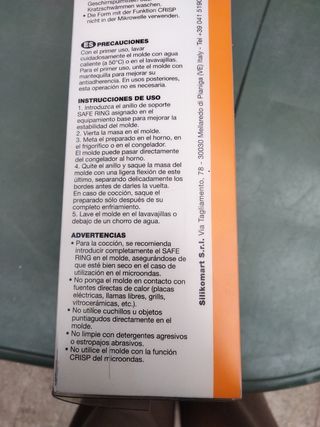 Geschirrspülmittel und
Kratzschwämmen waschen.
• Die Form mit der Funktion CRISP
nicht in der Mikrowelle verwenden.
ES PRECAUCIONES
Con el primer uso, lavar
cuidadosamente el molde con agua
caliente (a 50°C) o en el lavavajillas.
Para el primer uso, unte el molde con
mantequilla para mejorar su
antiadherencia. En usos posteriores,
esta operación no es necesaria.
INSTRUCCIONES DE USO
1. Introduzca el anillo de soporte
SAFE RING asignado en el
equipamiento base para mejorar la
estabilidad del molde.
2. Vierta la masa en el molde.
3. Meta el preparado en el horno, en
el frigorífico o en el congelador.
El molde puede pasar directamente
del congelador al horno.
4. Quite el anillo y saque la masa del
molde con una ligera flexión de este
último, separando delicadamente los
bordes antes de darles la vuelta.
En caso de cocción, saque el
preparado sólo después de su
completo enfriamiento.
5. Lave el molde en el lavavajillas o
debajo de un chorro de agua.
ADVERTENCIAS
• Para la cocción, se recomienda
introducir completamente el SAFE
RING en el molde, asegurándose de
que esté bien seco en el caso de
utilización en el microondas.
• No ponga el molde en contacto con
fuentes directas de calor (placas
eléctricas, llamas libres, grills,
vitrocerámicas, etc.).
• No utilice cuchillos u objetos
puntiagudos directamente en el
molde.
• No limpie con detergentes agresivos
o estropajos abrasivos.
• No utilice el molde con la función
CRISP del microondas.
Silikomart S.r.l. Via Tagliamento, 78 - 30030 Mellaredo di Pianiga (VE) Italy - Tel +39 041